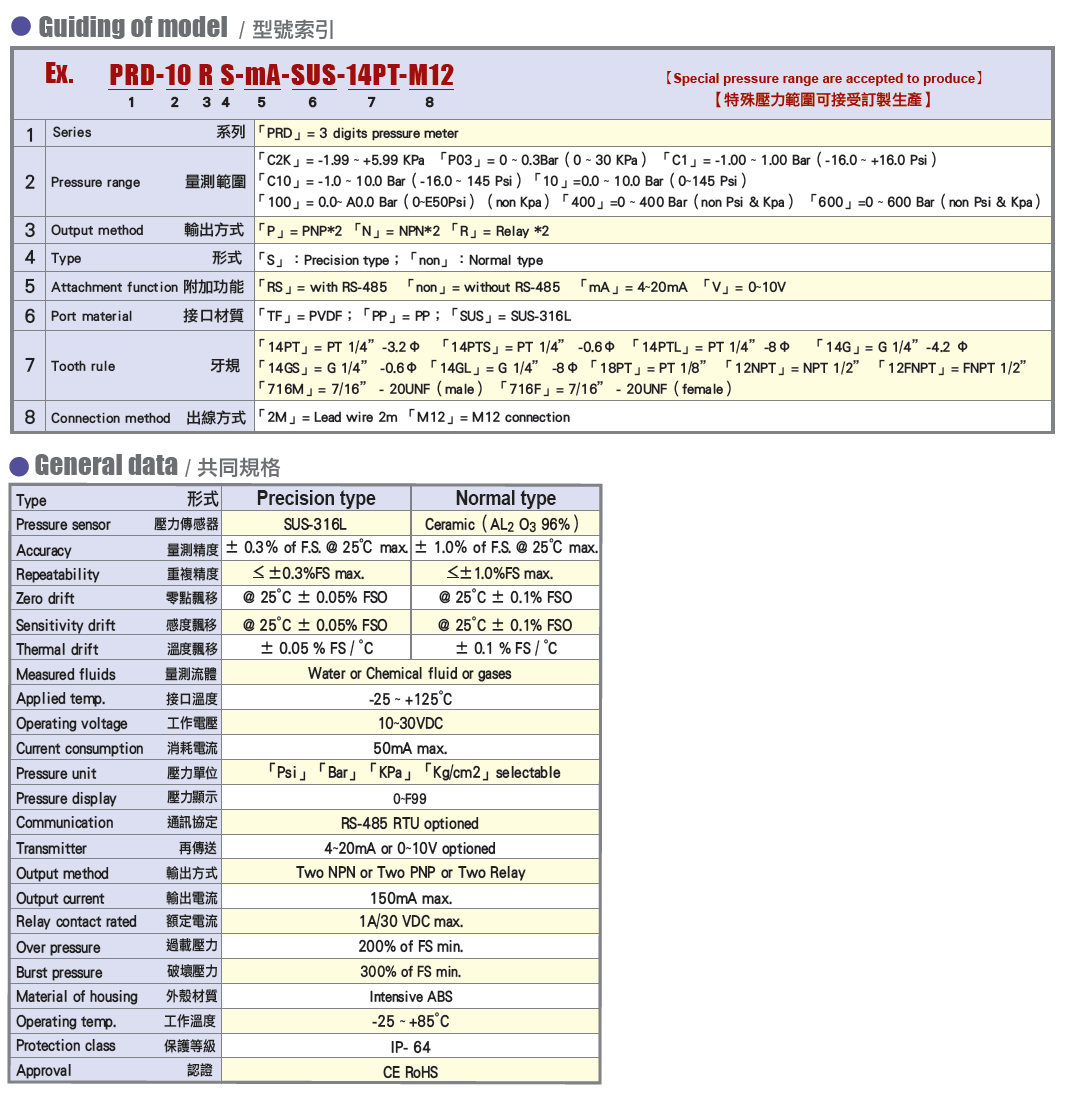 Guiding of model / 型號索引
Ex. PRD-10 R S-mA-SUS-14PT-M12
1 2 3 4 5 6 7 8
【Special pressure range are accepted to produce】
【特殊壓力範圍可接受訂製生產】
1 Series 系列 「PRD」= 3 digits pressure meter
2 Pressure range 量測範圍
「C2K」= -1.99 ~ +5.99 KPa 「P03」= 0 ~ 0.3Bar ( 0 ~ 30 KPa ) 「C1」= -1.00 ~ 1.00 Bar ( -16.0 ~ +16.0 Psi )
「C10」= -1.0 ~ 10.0 Bar ( -16.0 ~ 145 Psi ) 「10」=0.0 ~ 10.0 Bar ( 0~145 Psi )
「100」= 0.0~ A0.0 Bar ( 0~E50Psi ) ( non Kpa ) 「400」=0 ~ 400 Bar ( non Psi & Kpa ) 「600」=0 ~ 600 Bar ( non Psi & Kpa )
3 Output method 輸出方式 「P」= PNP*2 「N」= NPN*2 「R」= Relay *2
4 Type 形式 「S」：Precision type；「non」：Normal type
5 Attachment function 附加功能 「RS」= with RS-485 「non」= without RS-485 「mA」= 4~20mA 「V」= 0~10V
6 Port material 接口材質 「TF」= PVDF；「PP」= PP；「SUS」= SUS-316L
7 Tooth rule 牙規
「14PT」= PT 1/4” -3.2 Φ 「14PTS」= PT 1/4” -0.6 Φ 「14PTL」= PT 1/4” -8 Φ 「14G」= G 1/4” -4.2 Φ
「14GS」= G 1/4” -0.6 Φ 「14GL」= G 1/4” -8 Φ 「18PT」= PT 1/8” 「12NPT」= NPT 1/2” 「12FNPT」= FNPT 1/2”
「716M」= 7/16” - 20UNF ( male ) 「716F」= 7/16” - 20UNF ( female )
8 Connection method 出線方式 「2M」= Lead wire 2m 「M12」= M12 connection
General data / 共同規格
Type 形式 Precision type Normal type
Pressure sensor 壓力傳感器 SUS-316L Ceramic ( AL2 O3 96% )
Accuracy 量測精度 ± 0.3% of F.S. @ 25°C max. ± 1.0% of F.S. @ 25°C max.
Repeatability 重複精度 ≤ ±0.3%FS max. ≤±1.0%FS max.
Zero drift 零點飄移 @ 25°C ± 0.05% FSO @ 25°C ± 0.1% FSO
Sensitivity drift 感度飄移 @ 25°C ± 0.05% FSO @ 25°C ± 0.1% FSO
Thermal drift 溫度飄移 ± 0.05 % FS / °C ± 0.1 % FS / °C
Measured fluids 量測流體 Water or Chemical fluid or gases
Applied temp. 接口溫度 -25 ~ +125°C
Operating voltage 工作電壓 10~30VDC
Current consumption 消耗電流 50mA max.
Pressure unit 壓力單位 「Psi」「Bar」「KPa」「Kg/cm2」selectable
Pressure display 壓力顯示 0~F99
Communication 通訊協定 RS-485 RTU optioned
Transmitter 再傳送 4~20mA or 0~10V optioned
Output method 輸出方式 Two NPN or Two PNP or Two Relay
Output current 輸出電流 150mA max.
Relay contact rated 額定電流 1A/30 VDC max.
Over pressure 過載壓力 200% of FS min.
Burst pressure 破壞壓力 300% of FS min.
Material of housing 外殼材質 Intensive ABS
Operating temp. 工作溫度 -25 ~ +85°C
Protection class 保護等級 IP- 64
Approval 認證 CE RoHS